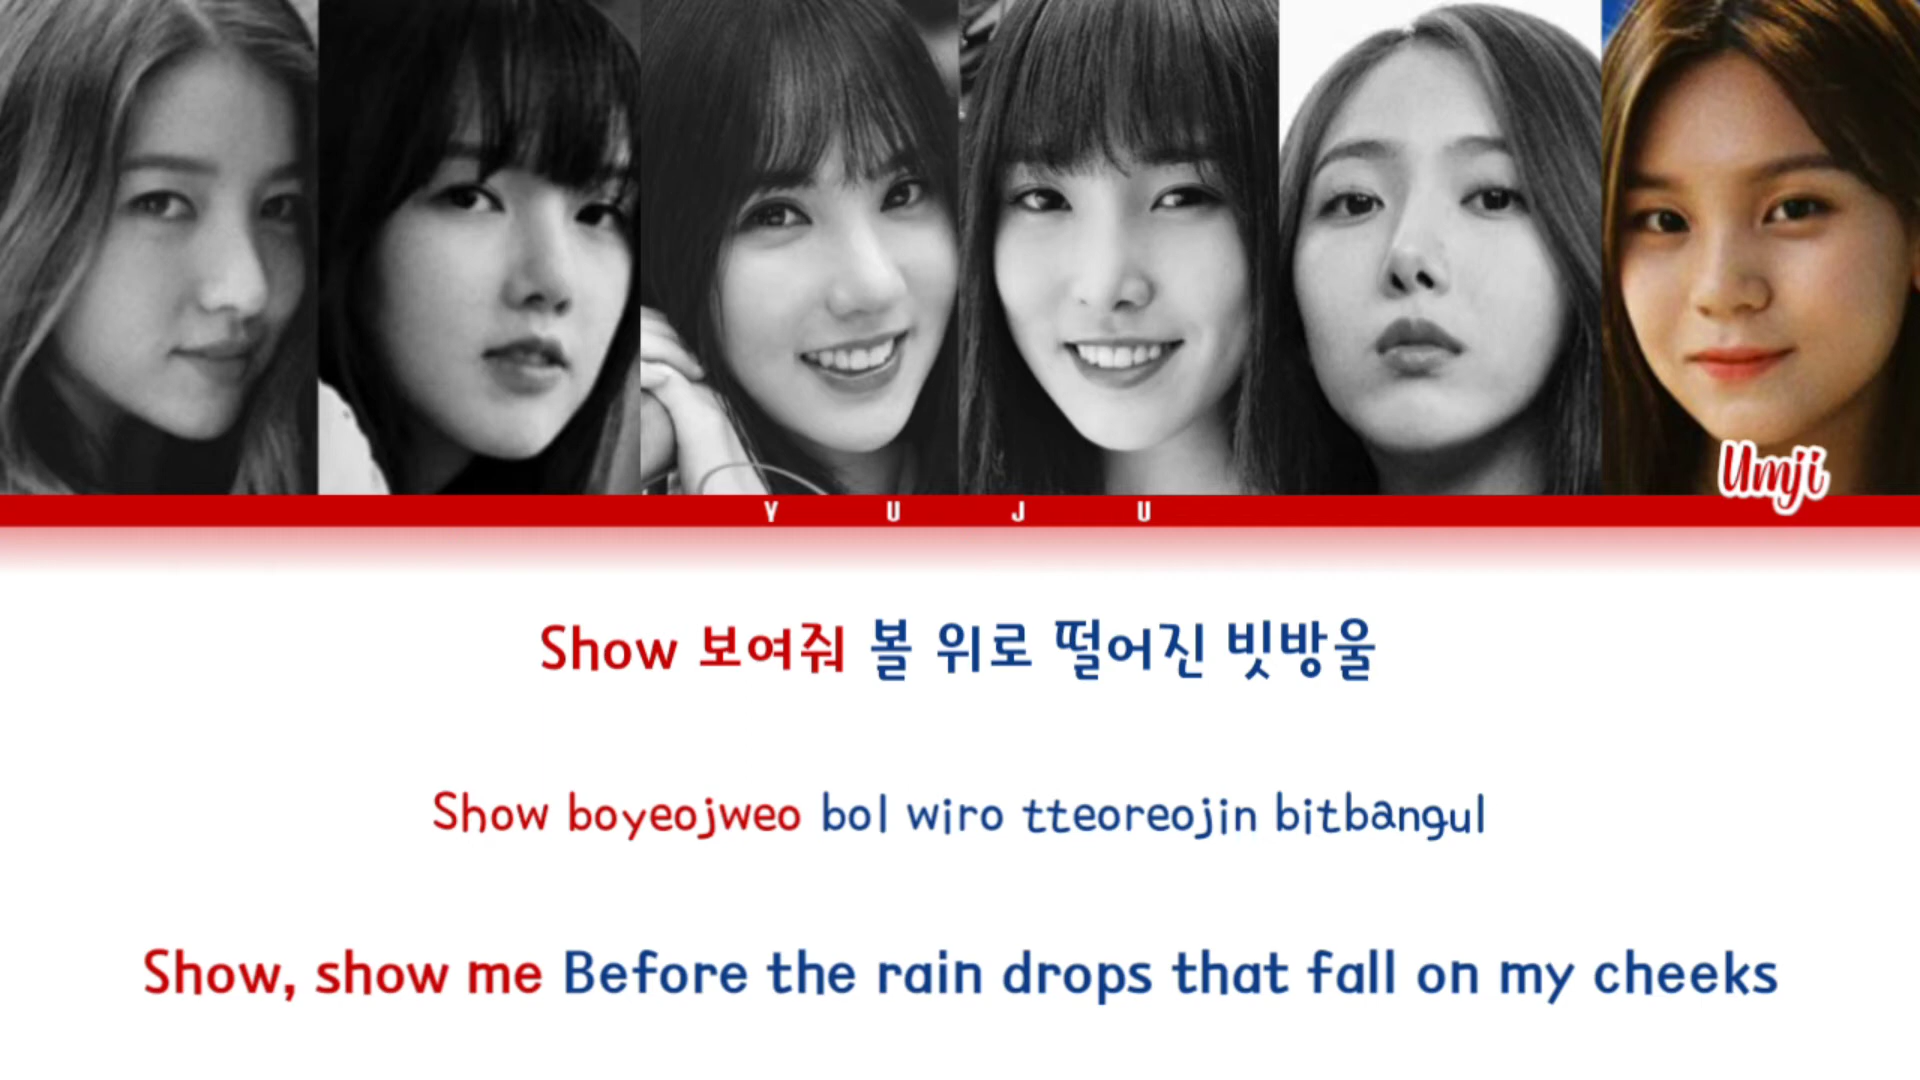 Umji
YUJU
Show 보여줘 볼 위로 떨어진 빗방울
Show boyeojweo bol wiro tteoreojin bitbangul
Show, show me Before the rain drops that fall on my cheeks